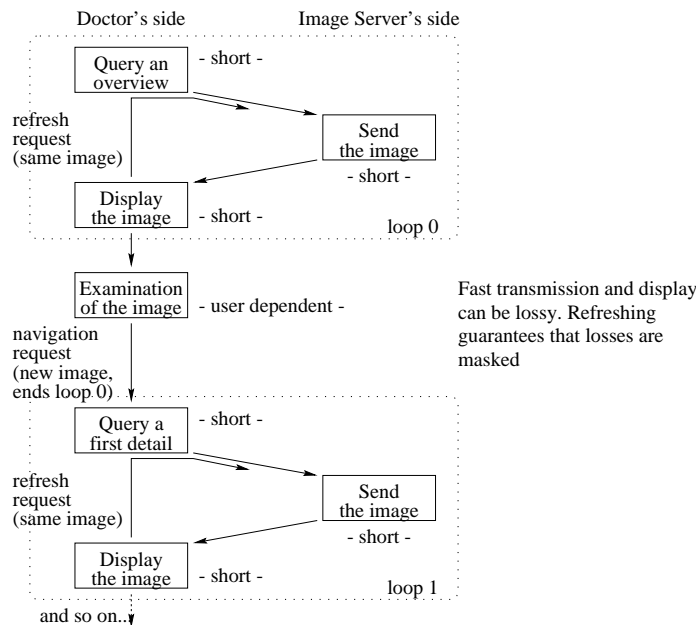 Doctor's side
Image Server's side
Query an
overview
- short -
refresh
request
(same image)
Send
the image
- short -
Display
the image
- short -
loop 0
Examination
of the image
- user dependent -
Fast transmission and display
can be lossy. Refreshing
guarantees that losses are
masked
navigation
request
(new image,
ends loop 0)
Query a
first detail
- short -
refresh
request
(same image)
Send
the image
- short -
Display
the image
- short -
loop 1
and so on...